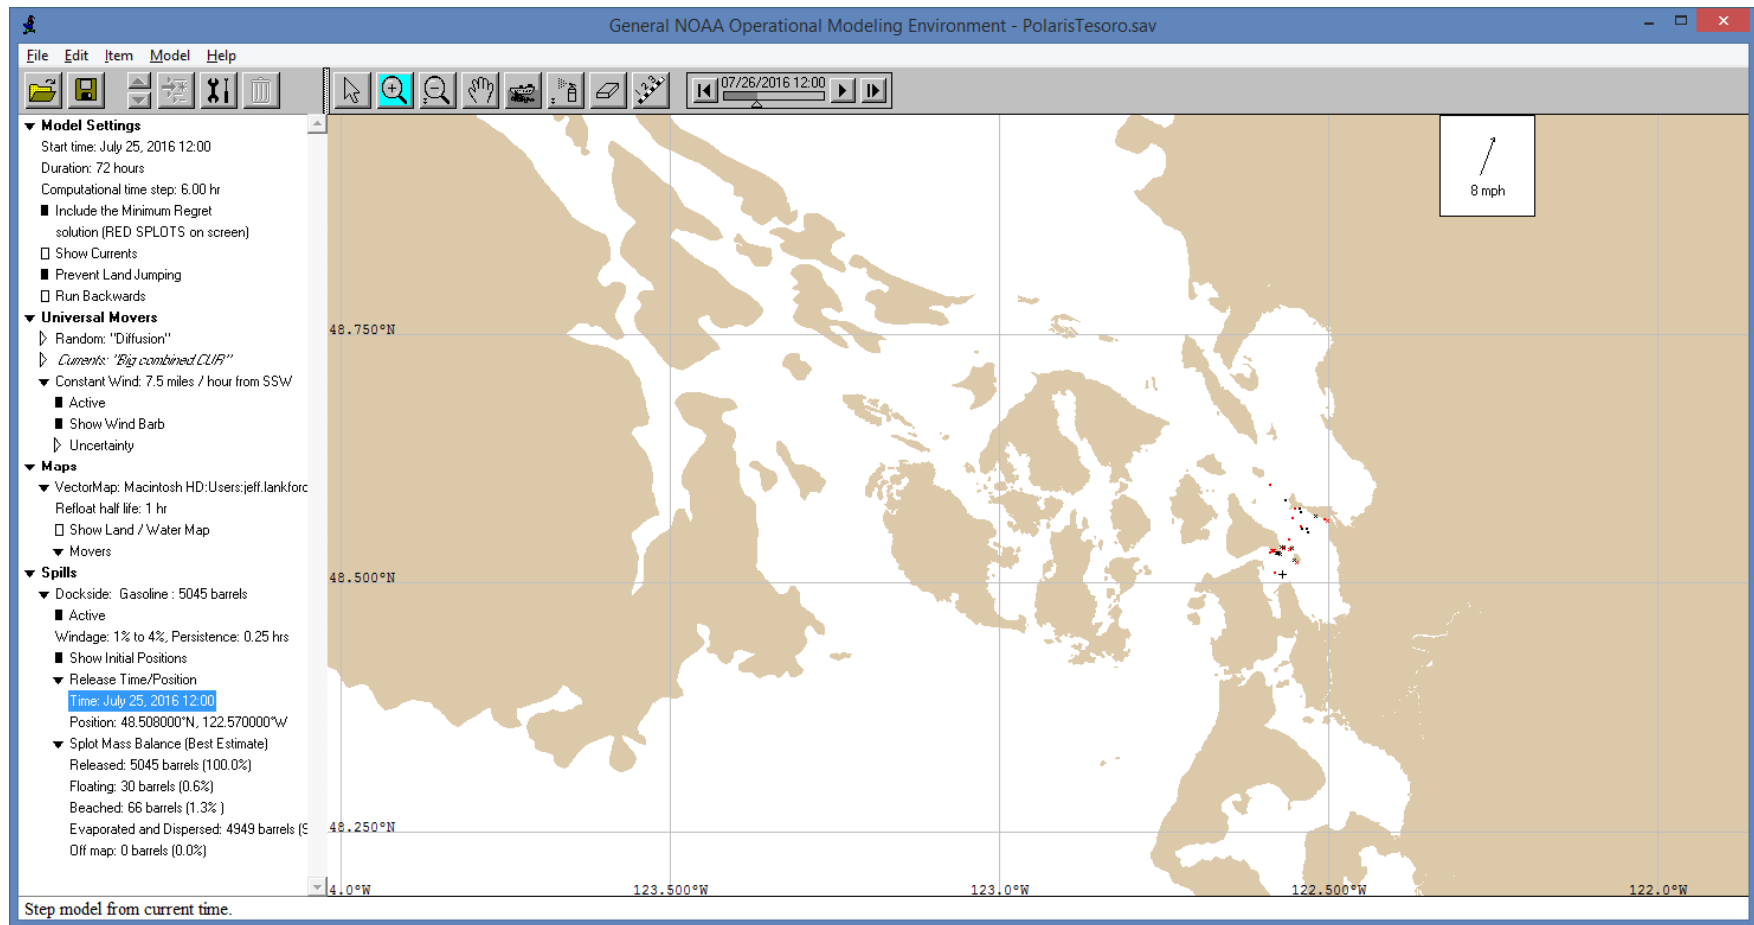 General NOAA Operational Modeling Environment - PolarisTesoro.sav
File Edit Item Model Help
07/26/2016 12:00
Model Settings
Start time: July 25, 2016 12:00
Duration: 72 hours
Computational time step: 6.00 hr
Include the Minimum Regret
solution (RED SPLOTS on screen)
Show Currents
Prevent Land Jumping
Run Backwards
Universal Movers
Random: "Diffusion"
Currents: "Big combined.CUR"
Constant Wind: 7.5 miles / hour from SSW
Active
Show Wind Barb
Uncertainty
Maps
VectorMap: Macintosh HD:Users:jeff.lankforc
Refloat half life: 1 hr
Show Land / Water Map
Movers
Spills
Dockside: Gasoline : 5045 barrels
Active
Windage: 1% to 4%, Persistence: 0.25 hrs
Show Initial Positions
Release Time/Position
Time: July 25, 2016 12:00
Position: 48.508000°N, 122.570000°W
Splot Mass Balance (Best Estimate)
Released: 5045 barrels (100.0%)
Floating: 30 barrels (0.6%)
Beached: 66 barrels (1.3% )
Evaporated and Dispersed: 4949 barrels (9
Off map: 0 barrels (0.0%)
8 mph
48.750°N
48.500°N
48.250°N
4.0°W 123.500°W 123.0°W 122.500°W 122.0°W
Step model from current time.